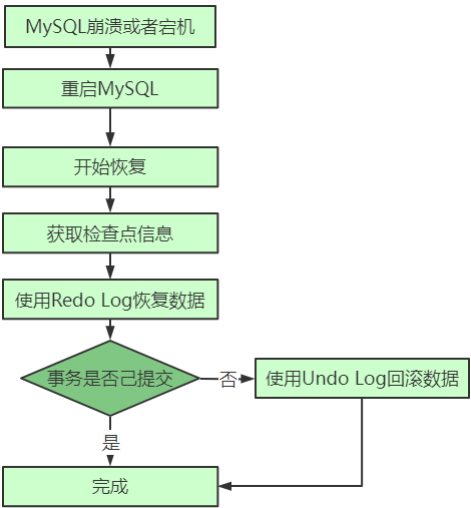 MySQL崩溃或者宕机
重启MySQL
开始恢复
获取检查点信息
使用Redo Log恢复数据
事务是否己提交
否
使用Undo Log回滚数据
是
完成